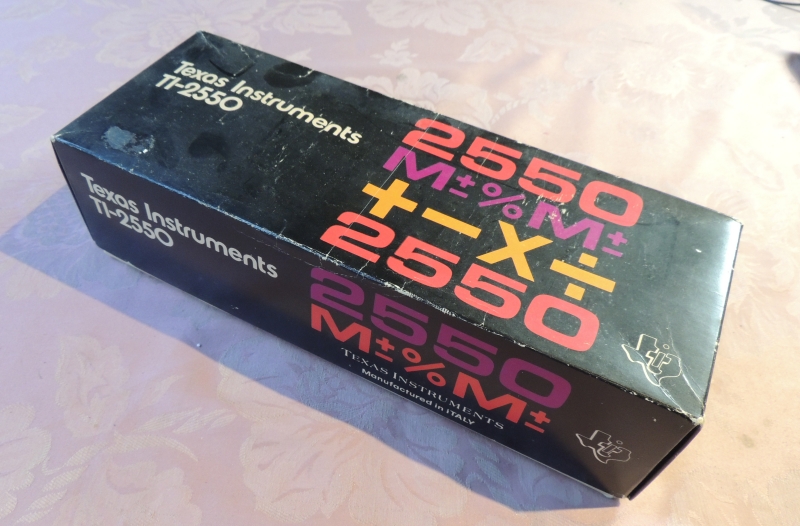 Texas Instruments
TI-2550
2550
M±%M±
+-×÷
2550
Texas Instruments
TI-2550
2550
M±%M±
TEXAS INSTRUMENTS
Manufactured in ITALY